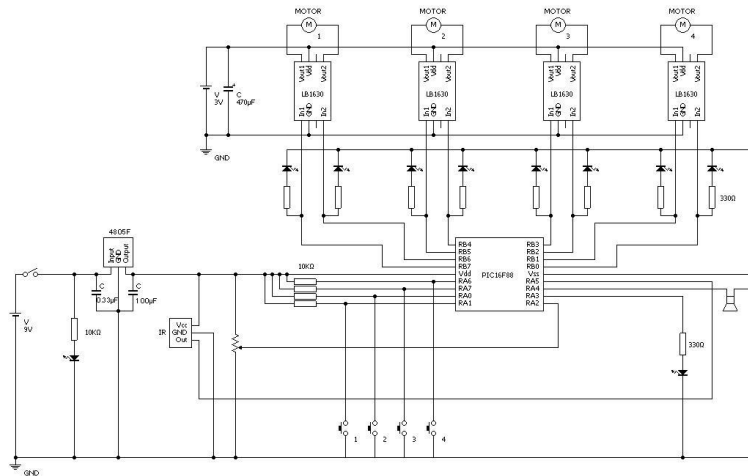 MOTOR MOTOR MOTOR MOTOR
M M M M
1 2 3 4
Vout1 Vdd Vout2 Vout1 Vdd Vout2 Vout1 Vdd Vout2 Vout1 Vdd Vout2
LB1630 LB1630 LB1630 LB1630
In1 GND In2 In1 GND In2 In1 GND In2 In1 GND In2
V
3V
C
470μF
GND
330Ω
4805F
Input GND Output
C
0.33μF
C
100μF
V
9V
10KΩ
IR
Vcc
GND
Out
10KΩ
PIC16F88
RB4 RB3
RB5 RB2
RB6 RB1
RB7 RB0
Vdd Vss
RA6 RA5
RA7 RA4
RA0 RA3
RA1 RA2
330Ω
1 2 3 4
GND